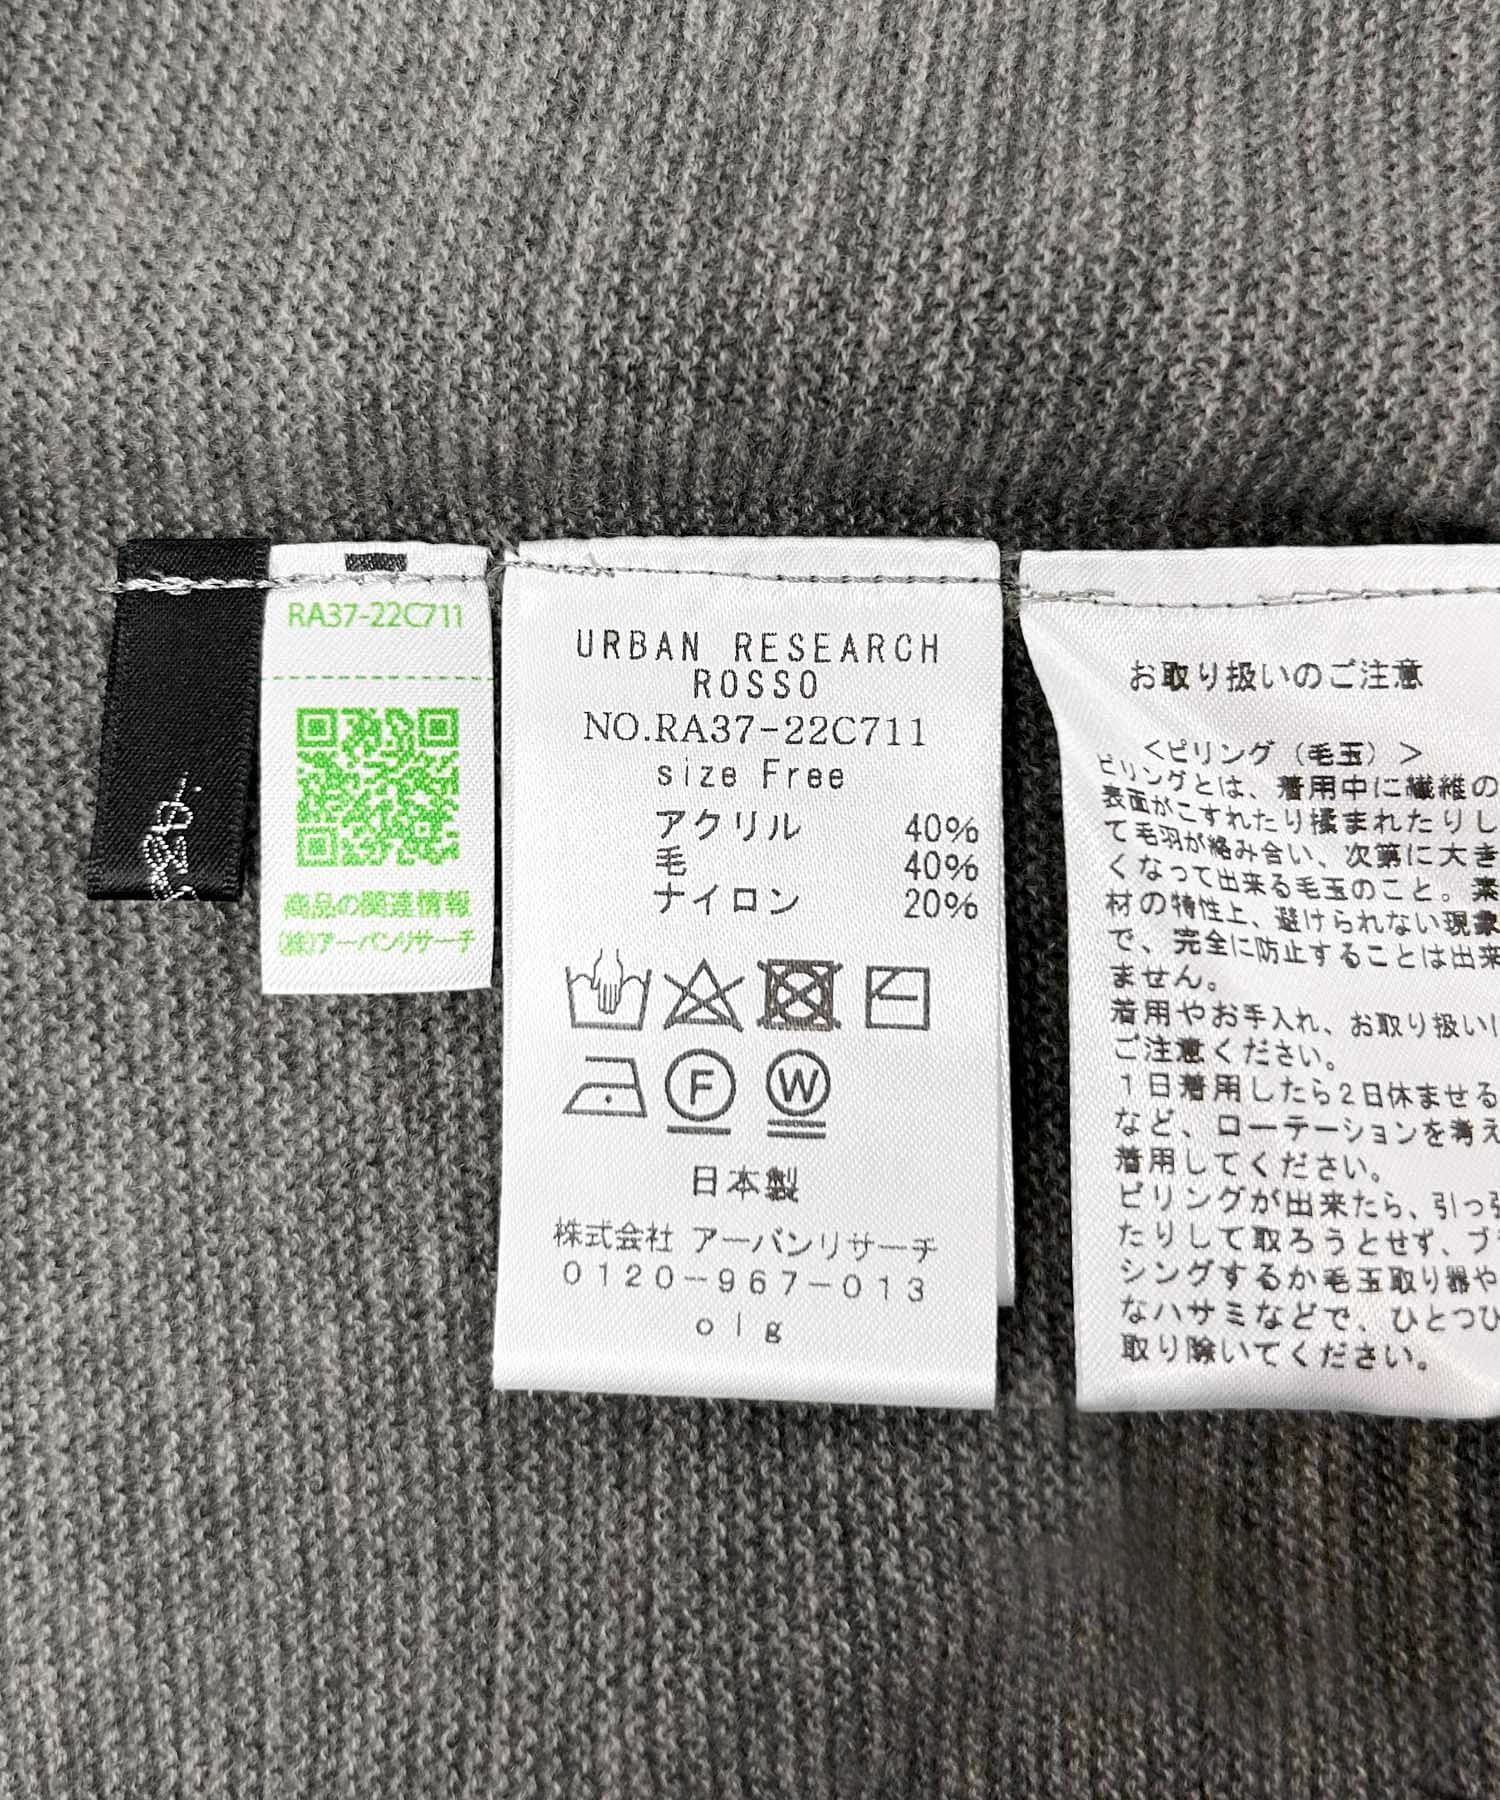 RA37-22C711
商品の関連情報
(株)アーバンリサーチ
URBAN RESEARCH
ROSSO
NO.RA37-22C711
size Free
アクリル 40%
毛 40%
ナイロン 20%
F W
日本製
株式会社 アーバンリサーチ
0120-967-013
olg
お取り扱いのご注意
＜ピリング（毛玉）＞
ピリングとは、着用中に繊維の
表面がこすれたり揉まれたりし
て毛羽が絡み合い、次第に大き
くなって出来る毛玉のこと。素
材の特性上、避けられない現象
で、完全に防止することは出来
ません。
着用やお手入れ、お取り扱いに
ご注意ください。
1日着用したら2日休ませる
など、ローテーションを考え
着用してください。
ピリングが出来たら、引っ張
たりして取ろうとせず、ブラ
シングするか毛玉取り器や
なハサミなどで、ひとつひ
取り除いてください。